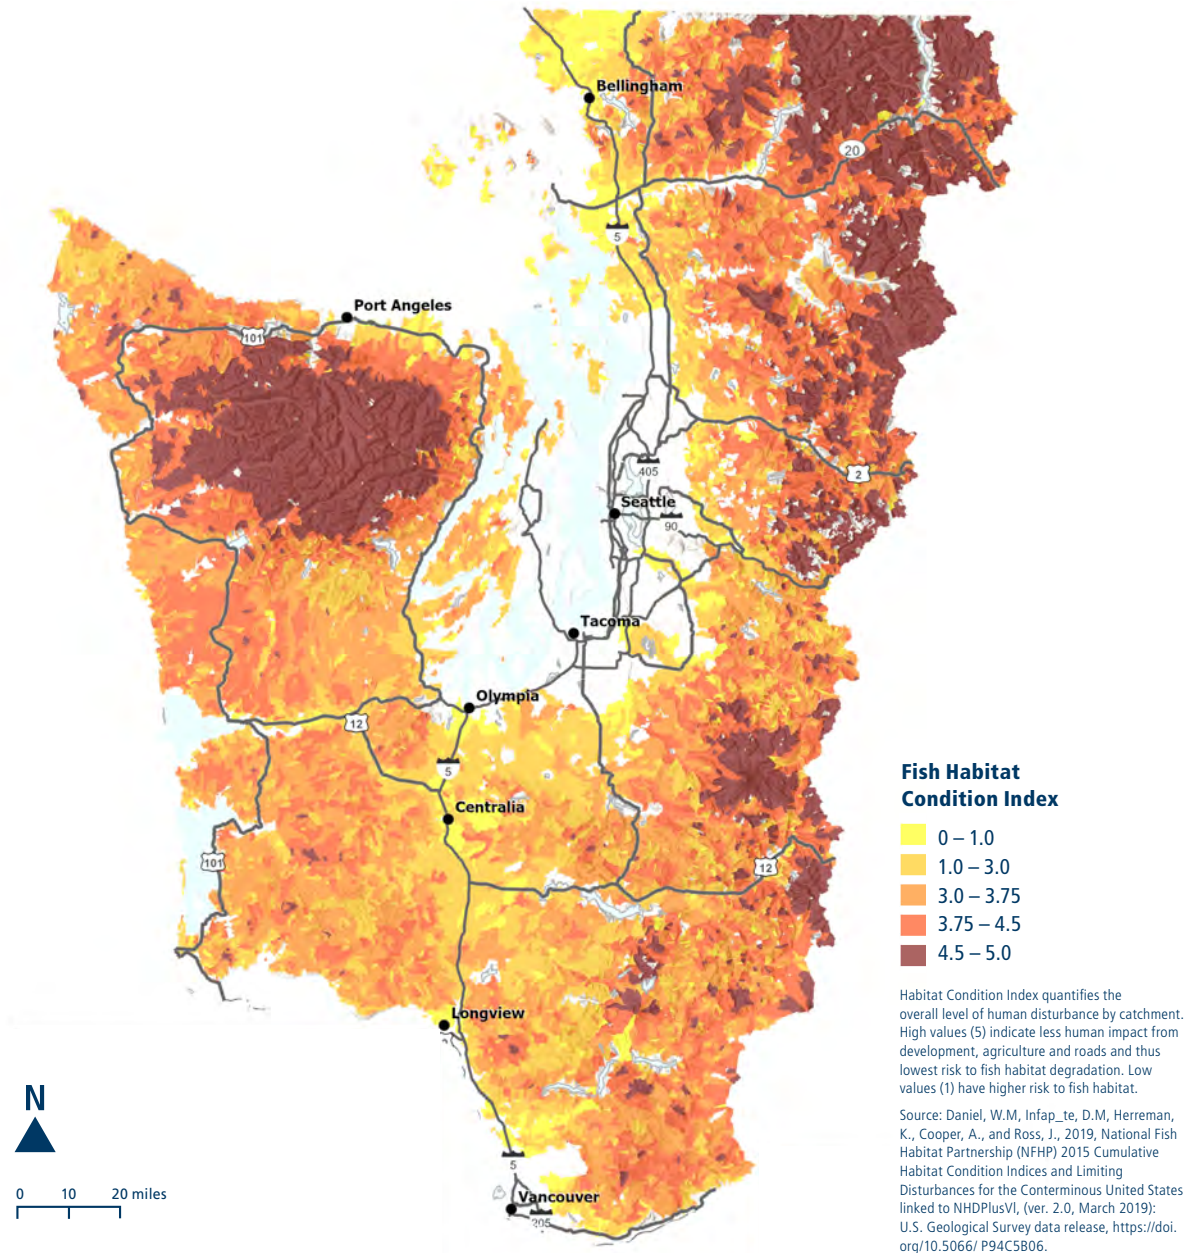 Bellingham
20
5
Port Angeles
101
2
405
Seattle
90
Tacoma
Olympia
12
5
Centralia
101
12
Longview
5
Vancouver
205
N
0 10 20 miles
Fish Habitat
Condition Index
0 – 1.0
1.0 – 3.0
3.0 – 3.75
3.75 – 4.5
4.5 – 5.0
Habitat Condition Index quantifies the
overall level of human disturbance by catchment.
High values (5) indicate less human impact from
development, agriculture and roads and thus
lowest risk to fish habitat degradation. Low
values (1) have higher risk to fish habitat.
Source: Daniel, W.M, Infap_te, D.M, Herreman,
K., Cooper, A., and Ross, J., 2019, National Fish
Habitat Partnership (NFHP) 2015 Cumulative
Habitat Condition Indices and Limiting
Disturbances for the Conterminous United States
linked to NHDPlusVl, (ver. 2.0, March 2019):
U.S. Geological Survey data release, https://doi.
org/10.5066/ P94C5B06.